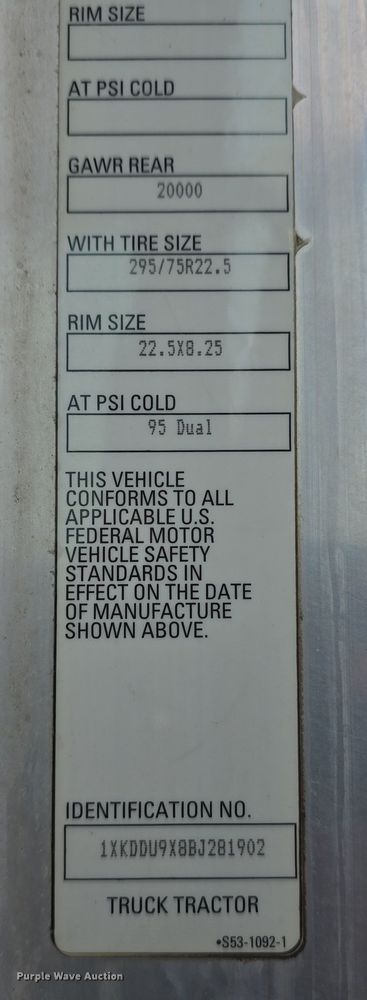 RIM SIZE
AT PSI COLD
GAWR REAR
20000
WITH TIRE SIZE
295/75R22.5
RIM SIZE
22.5X8.25
AT PSI COLD
95 Dual
THIS VEHICLE
CONFORMS TO ALL
APPLICABLE U.S.
FEDERAL MOTOR
VEHICLE SAFETY
STANDARDS IN
EFFECT ON THE DATE
OF MANUFACTURE
SHOWN ABOVE.
IDENTIFICATION NO.
1XKDDU9X8BJ281902
TRUCK TRACTOR
•S53-1092-1
Purple Wave Auction